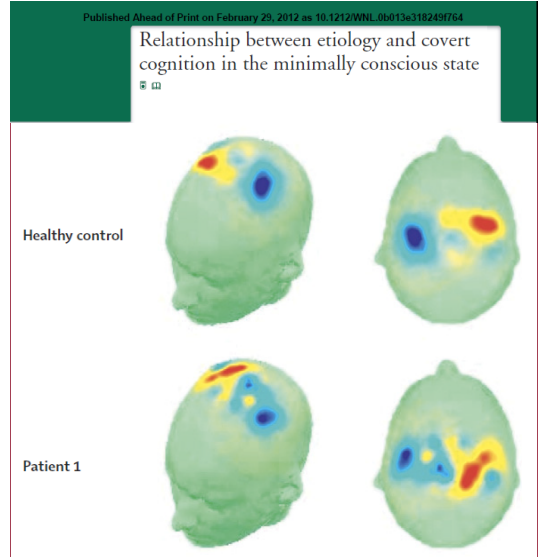 Published Ahead of Print on February 29, 2012 as 10.1212/WNL.0b013e318249f764
Relationship between etiology and covert
cognition in the minimally conscious state
Healthy control
Patient 1